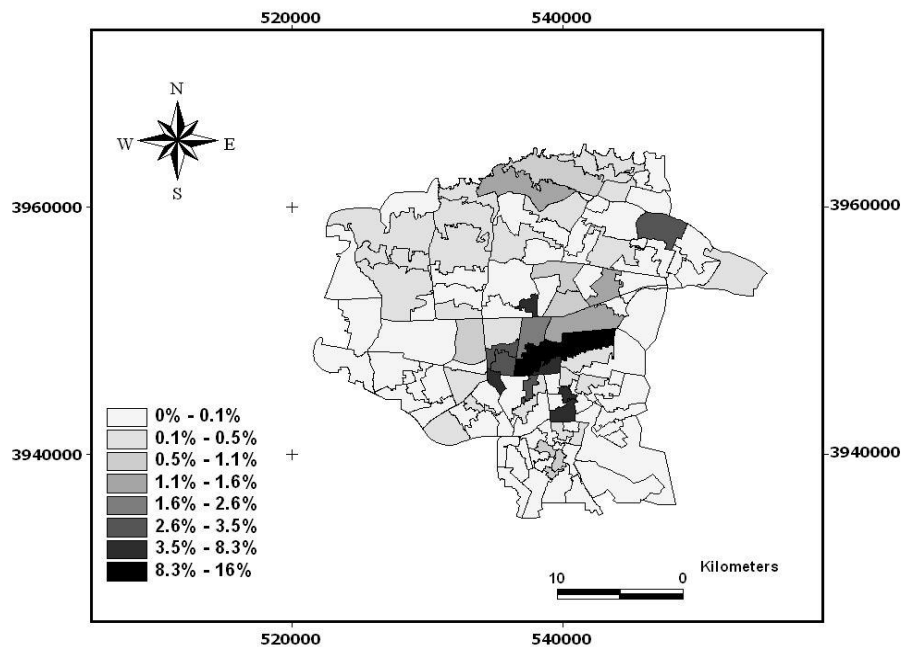 520000 540000
N
W E
S
3960000 3960000
0% - 0.1%
0.1% - 0.5%
0.5% - 1.1%
1.1% - 1.6%
1.6% - 2.6%
2.6% - 3.5%
3.5% - 8.3%
8.3% - 16%
3940000 3940000
Kilometers
10 0
520000 540000